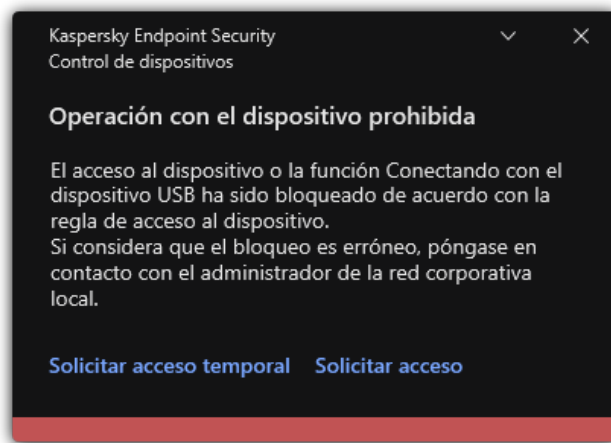 Kaspersky Endpoint Security
Control de dispositivos
Operación con el dispositivo prohibida
El acceso al dispositivo o la función Conectando con el
dispositivo USB ha sido bloqueado de acuerdo con la
regla de acceso al dispositivo.
Si considera que el bloqueo es erróneo, póngase en
contacto con el administrador de la red corporativa
local.
Solicitar acceso temporal Solicitar acceso